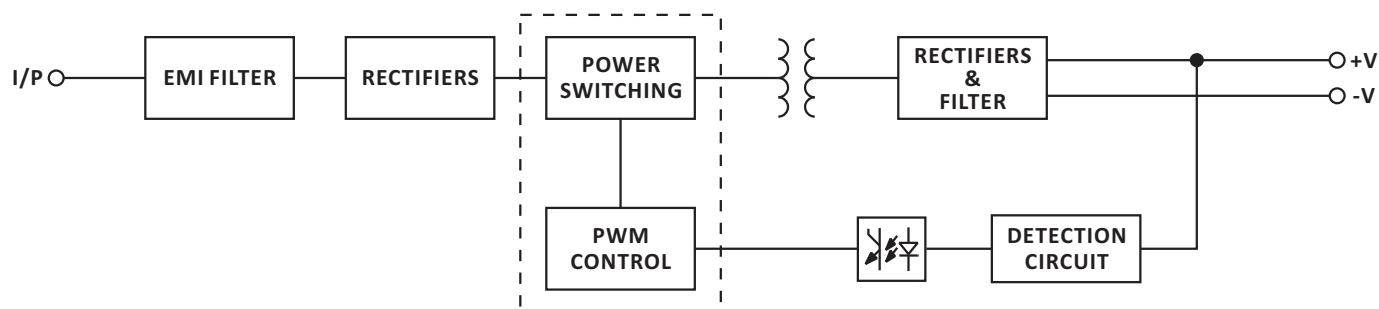 I/P
EMI FILTER
RECTIFIERS
POWER
SWITCHING
RECTIFIERS
&
FILTER
+V
-V
PWM
CONTROL
DETECTION
CIRCUIT